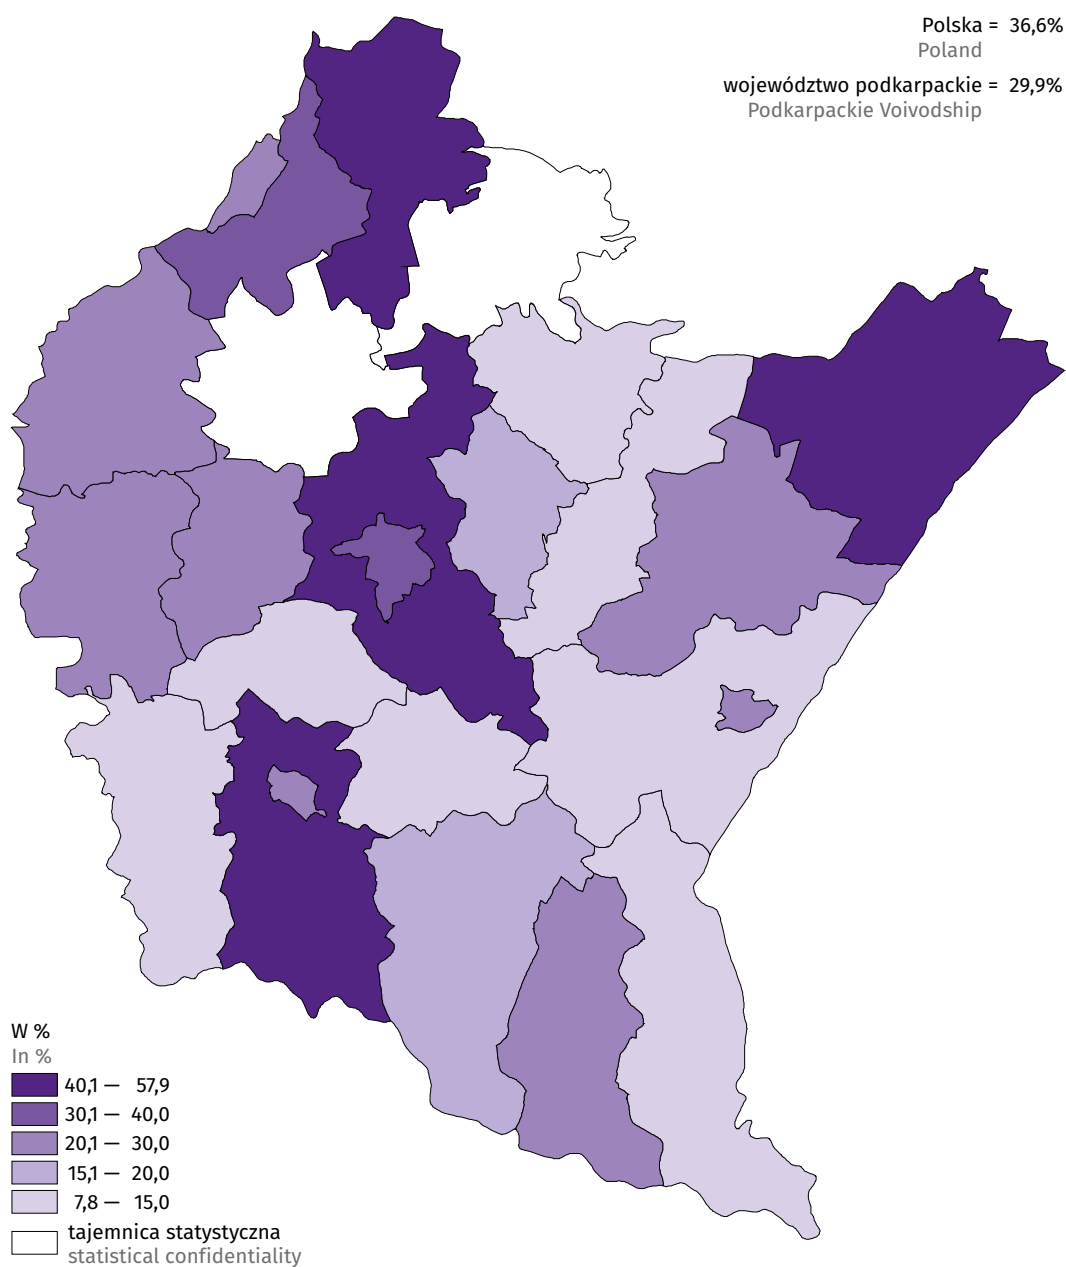 Polska = 36,6%
Poland
województwo podkarpackie = 29,9%
Podkarpackie Voivodship
W %
In %
40,1 — 57,9
30,1 — 40,0
20,1 — 30,0
15,1 — 20,0
7,8 — 15,0
tajemnica statystyczna
statistical confidentiality